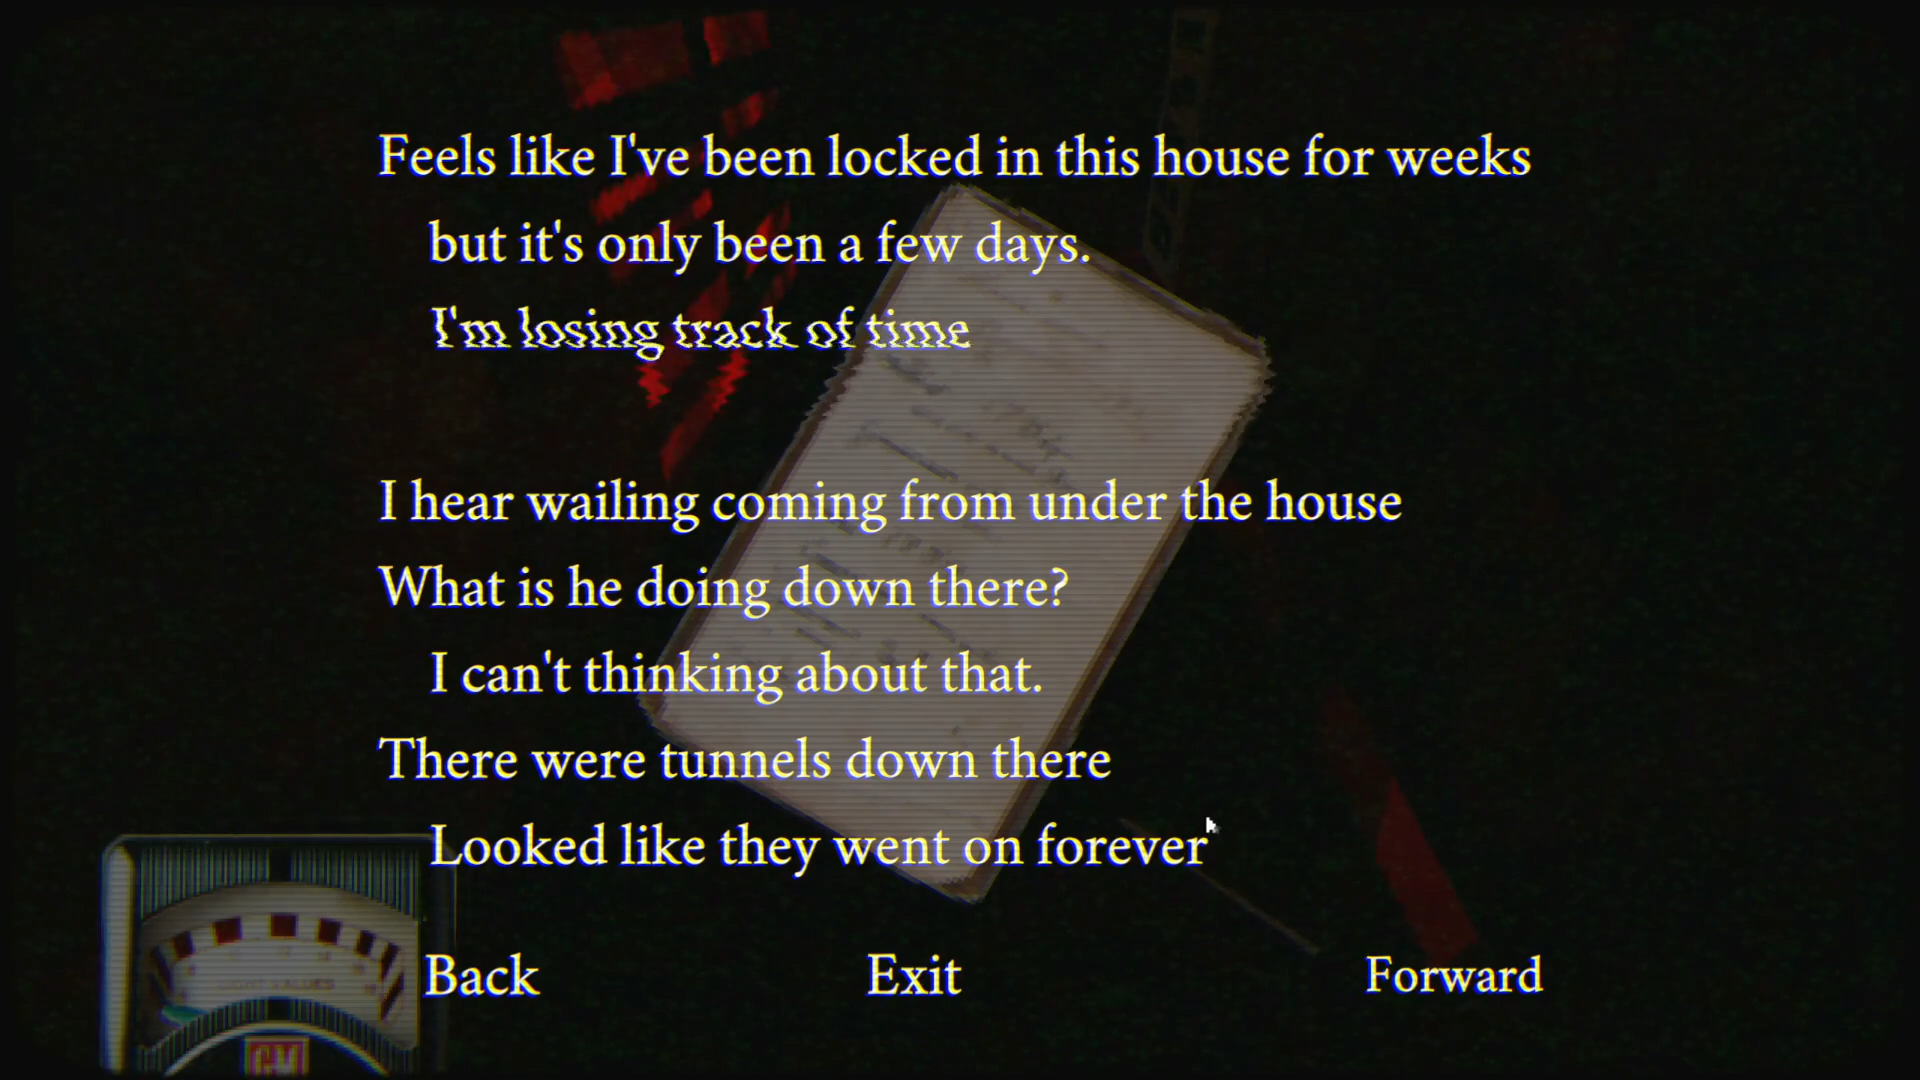 Feels like I've been locked in this house for weeks
but it's only been a few days.
I'm losing track of time
I hear wailing coming from under the house
What is he doing down there?
I can't thinking about that.
There were tunnels down there
Looked like they went on forever
Back
Exit
Forward
LIGHT VALUES